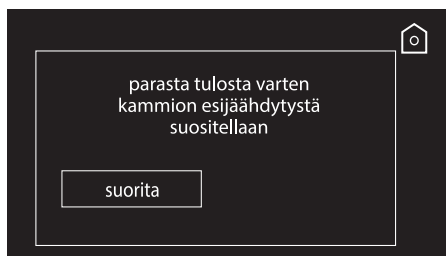 parasta tulosta varten
kammion esijäähdytystä
suositellaan
suorita